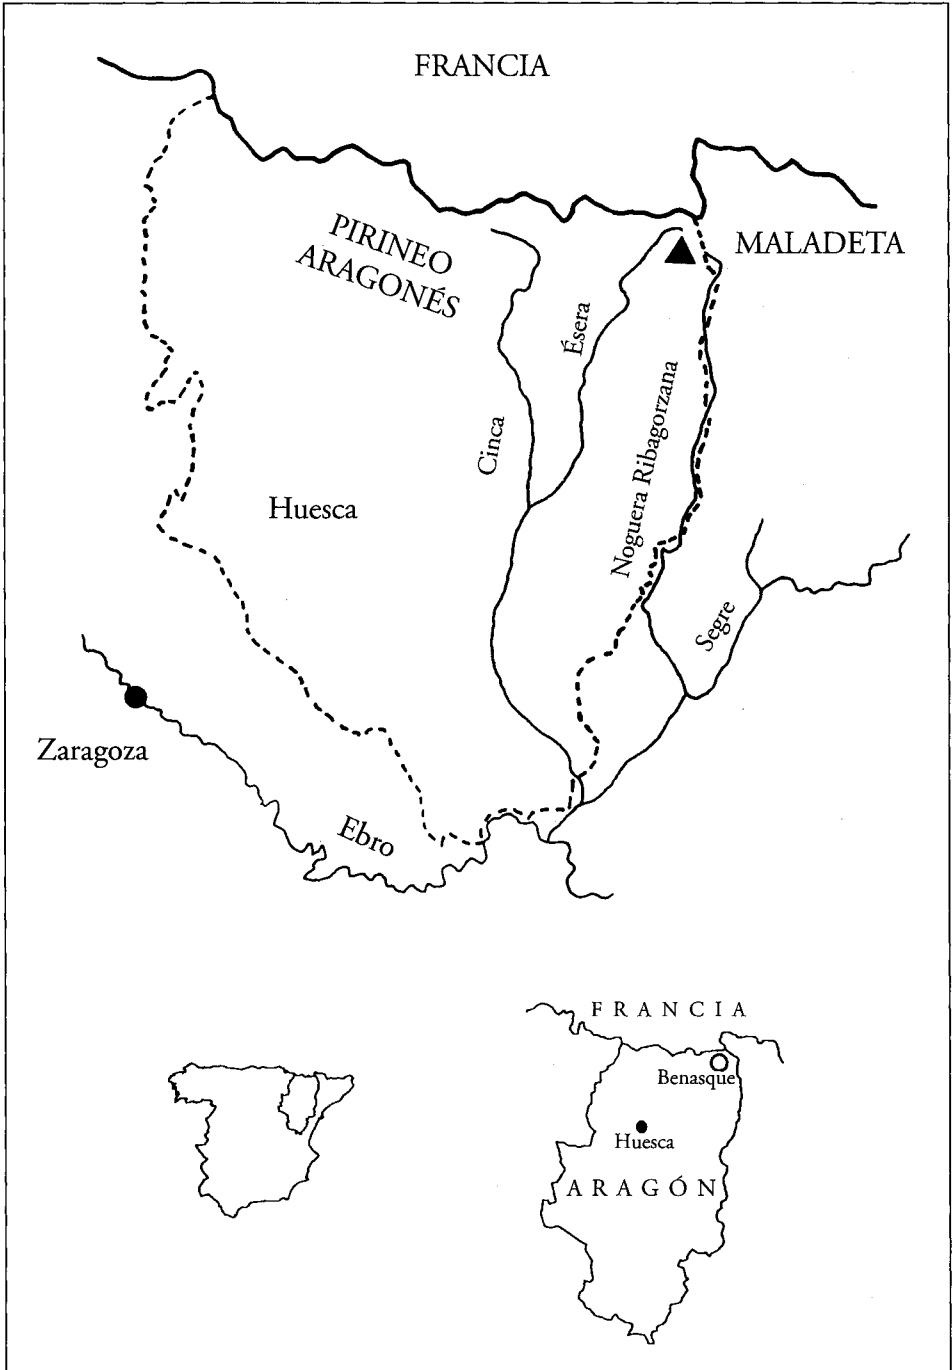 FRANCIA
PIRINEO
ARAGONÉS
MALADETA
Ésera
Cinca
Noguera Ribagorzana
Huesca
Segre
Zaragoza
Ebro
FRANCIA
Benasque
Huesca
ARAGÓN